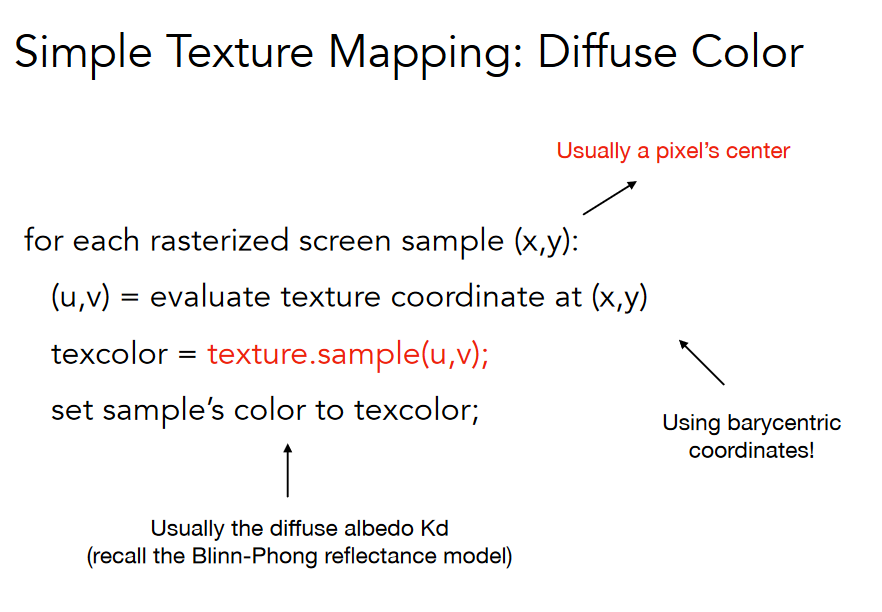 Simple Texture Mapping: Diffuse Color
Usually a pixel’s center
for each rasterized screen sample (x,y):
(u,v) = evaluate texture coordinate at (x,y)
texcolor = texture.sample(u,v);
set sample’s color to texcolor;
Using barycentric
coordinates!
Usually the diffuse albedo Kd
(recall the Blinn-Phong reflectance model)